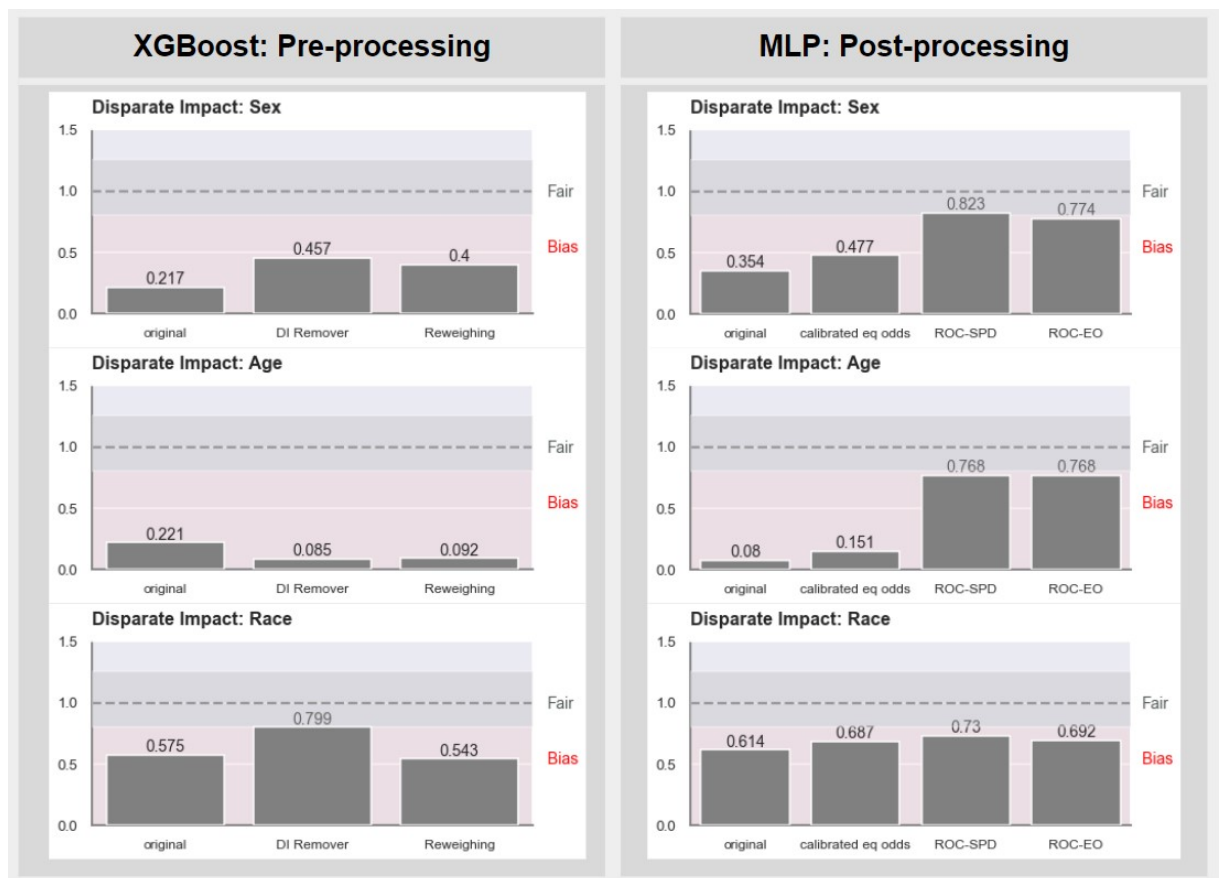 XGBoost: Pre-processing
Disparate Impact: Sex
1.5
1.0
0.5
0.0
0.217
0.457
0.4
Fair
Bias
original DI Remover Reweighing
Disparate Impact: Age
1.5
1.0
0.5
0.0
0.221
0.085
0.092
Fair
Bias
original DI Remover Reweighing
Disparate Impact: Race
1.5
1.0
0.5
0.0
0.575
0.799
0.543
Fair
Bias
original DI Remover Reweighing
MLP: Post-processing
Disparate Impact: Sex
1.5
1.0
0.5
0.0
0.354
0.477
0.823
0.774
Fair
Bias
original calibrated eq odds ROC-SPD ROC-EO
Disparate Impact: Age
1.5
1.0
0.5
0.0
0.08
0.151
0.768
0.768
Fair
Bias
original calibrated eq odds ROC-SPD ROC-EO
Disparate Impact: Race
1.5
1.0
0.5
0.0
0.614
0.687
0.73
0.692
Fair
Bias
original calibrated eq odds ROC-SPD ROC-EO